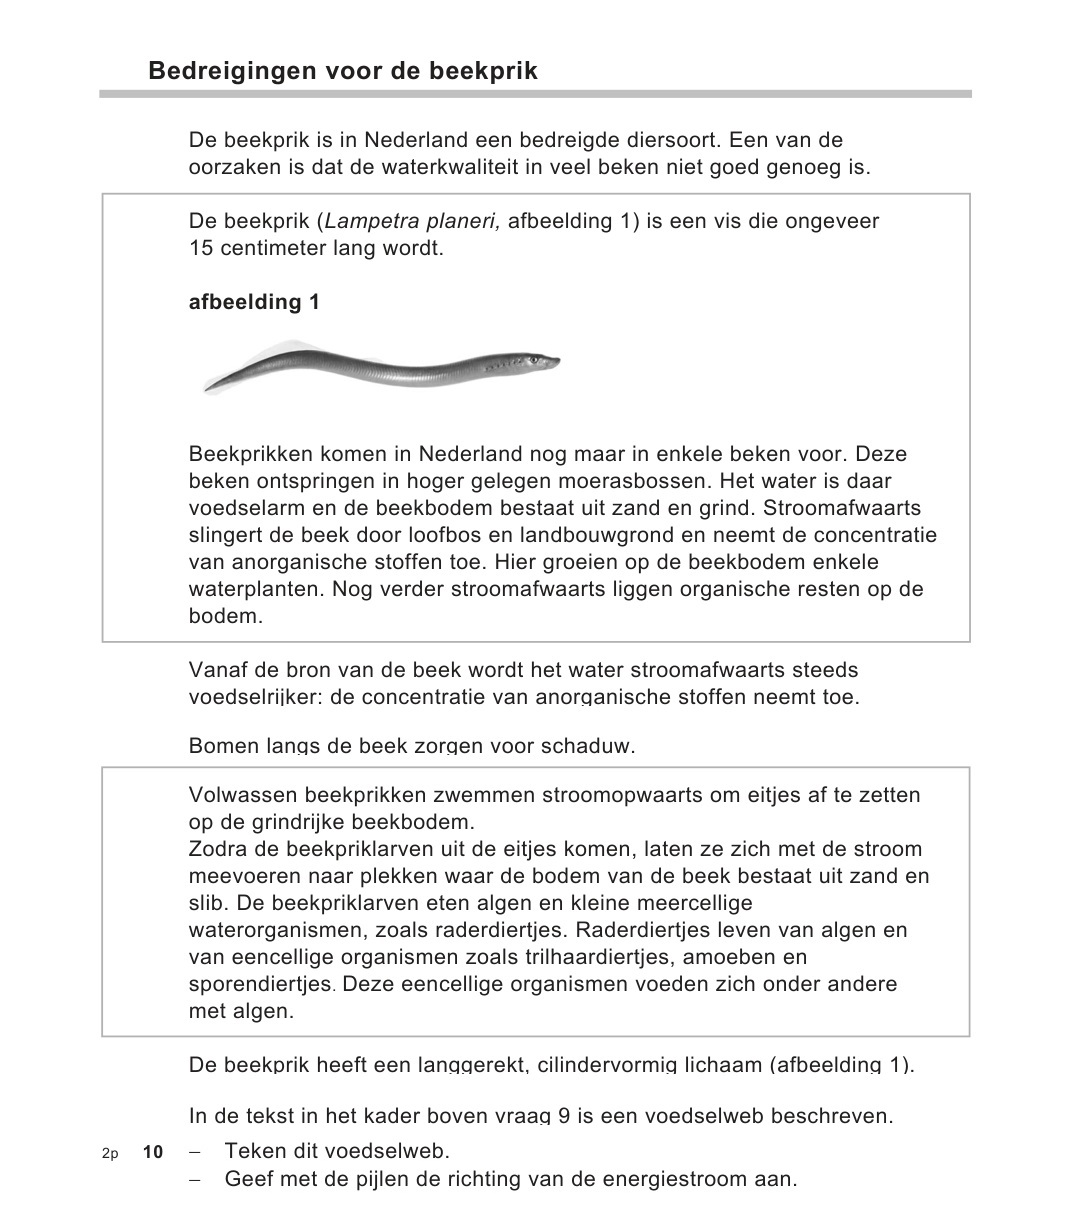 Bedreigingen voor de beekprik
De beekprik is in Nederland een bedreigde diersoort. Een van de
oorzaken is dat de waterkwaliteit in veel beken niet goed genoeg is.
De beekprik (Lampetra planeri, afbeelding 1) is een vis die ongeveer
15 centimeter lang wordt.
afbeelding 1
Beekprikken komen in Nederland nog maar in enkele beken voor. Deze
beken ontspringen in hoger gelegen moerasbossen. Het water is daar
voedselarm en de beekbodem bestaat uit zand en grind. Stroomafwaarts
slingert de beek door loofbos en landbouwgrond en neemt de concentratie
van anorganische stoffen toe. Hier groeien op de beekbodem enkele
waterplanten. Nog verder stroomafwaarts liggen organische resten op de
bodem.
Vanaf de bron van de beek wordt het water stroomafwaarts steeds
voedselrijker: de concentratie van anorganische stoffen neemt toe.
Bomen langs de beek zorgen voor schaduw.
Volwassen beekprikken zwemmen stroomopwaarts om eitjes af te zetten
op de grindrijke beekbodem.
Zodra de beekpriklarven uit de eitjes komen, laten ze zich met de stroom
meevoeren naar plekken waar de bodem van de beek bestaat uit zand en
slib. De beekpriklarven eten algen en kleine meercellige
waterorganismen, zoals raderdiertjes. Raderdiertjes leven van algen en
van eencellige organismen zoals trilhaardiertjes, amoeben en
sporendiertjes. Deze eencellige organismen voeden zich onder andere
met algen.
De beekprik heeft een langgerekt, cilindervormig lichaam (afbeelding 1).
In de tekst in het kader boven vraag 9 is een voedselweb beschreven.
2p 10 – Teken dit voedselweb.
– Geef met de pijlen de richting van de energiestroom aan.